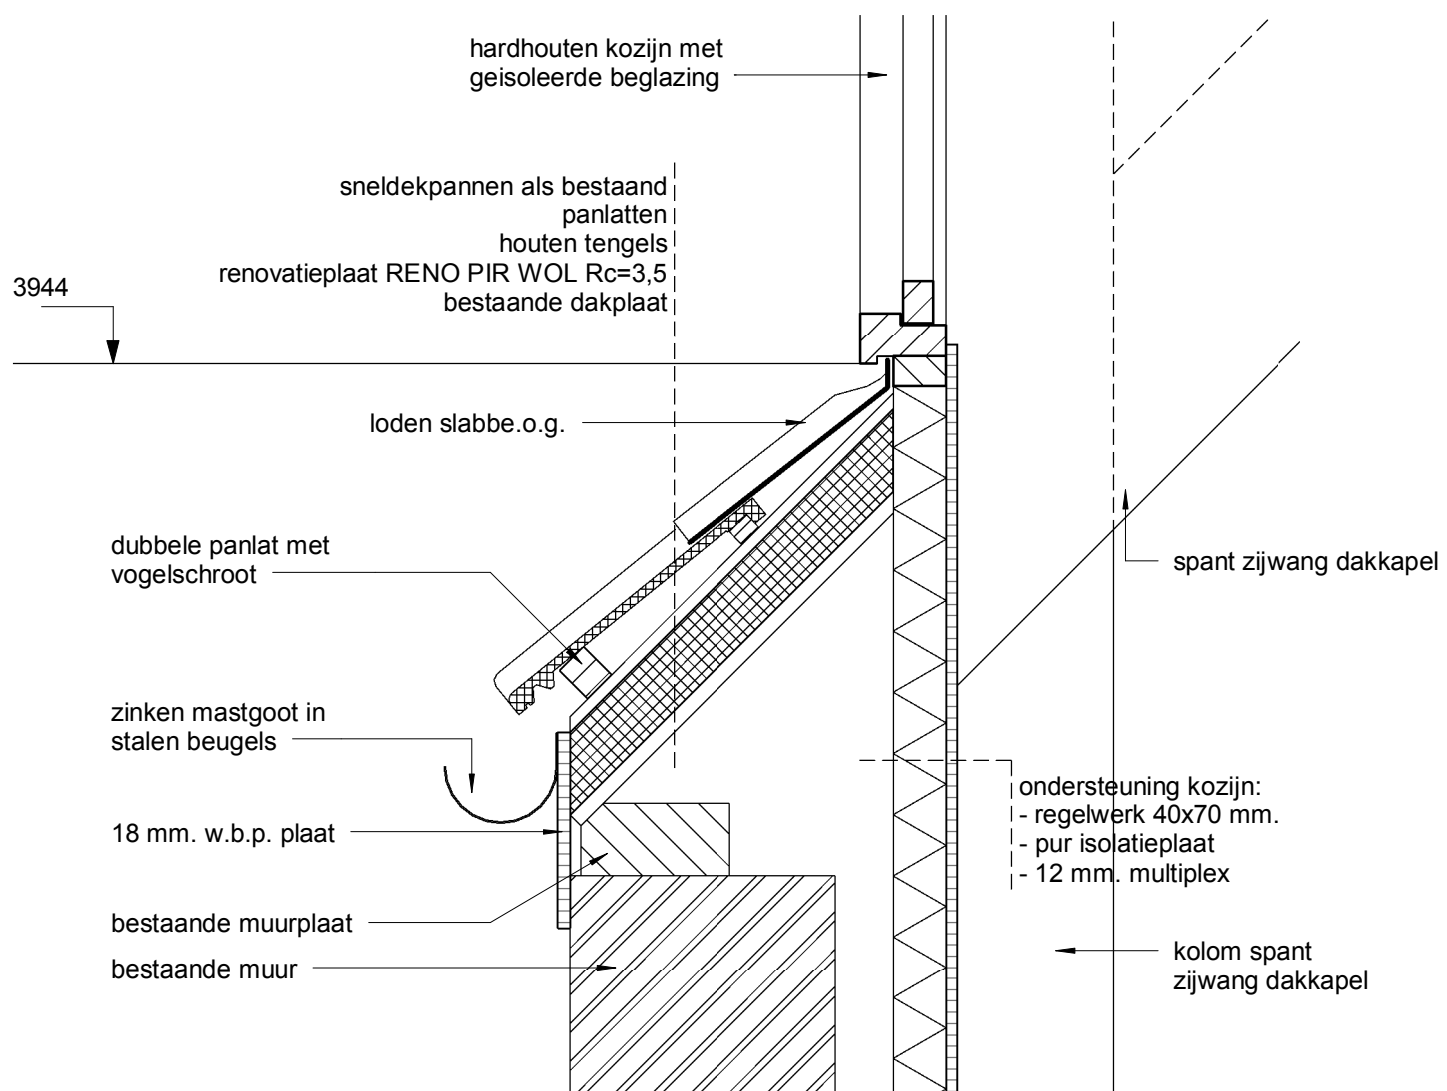 hardhouten kozijn met
geisoleerde beglazing
sneldekpannen als bestaand
panlatten
houten tengels
renovatieplaat RENO PIR WOL Rc=3,5
bestaande dakplaat
3944
loden slabbe.o.g.
dubbele panlat met
vogelschroot
spant zijwang dakkapel
zinken mastgoot in
stalen beugels
ondersteuning kozijn:
- regelwerk 40x70 mm.
- pur isolatieplaat
- 12 mm. multiplex
18 mm. w.b.p. plaat
bestaande muurplaat
bestaande muur
kolom spant
zijwang dakkapel